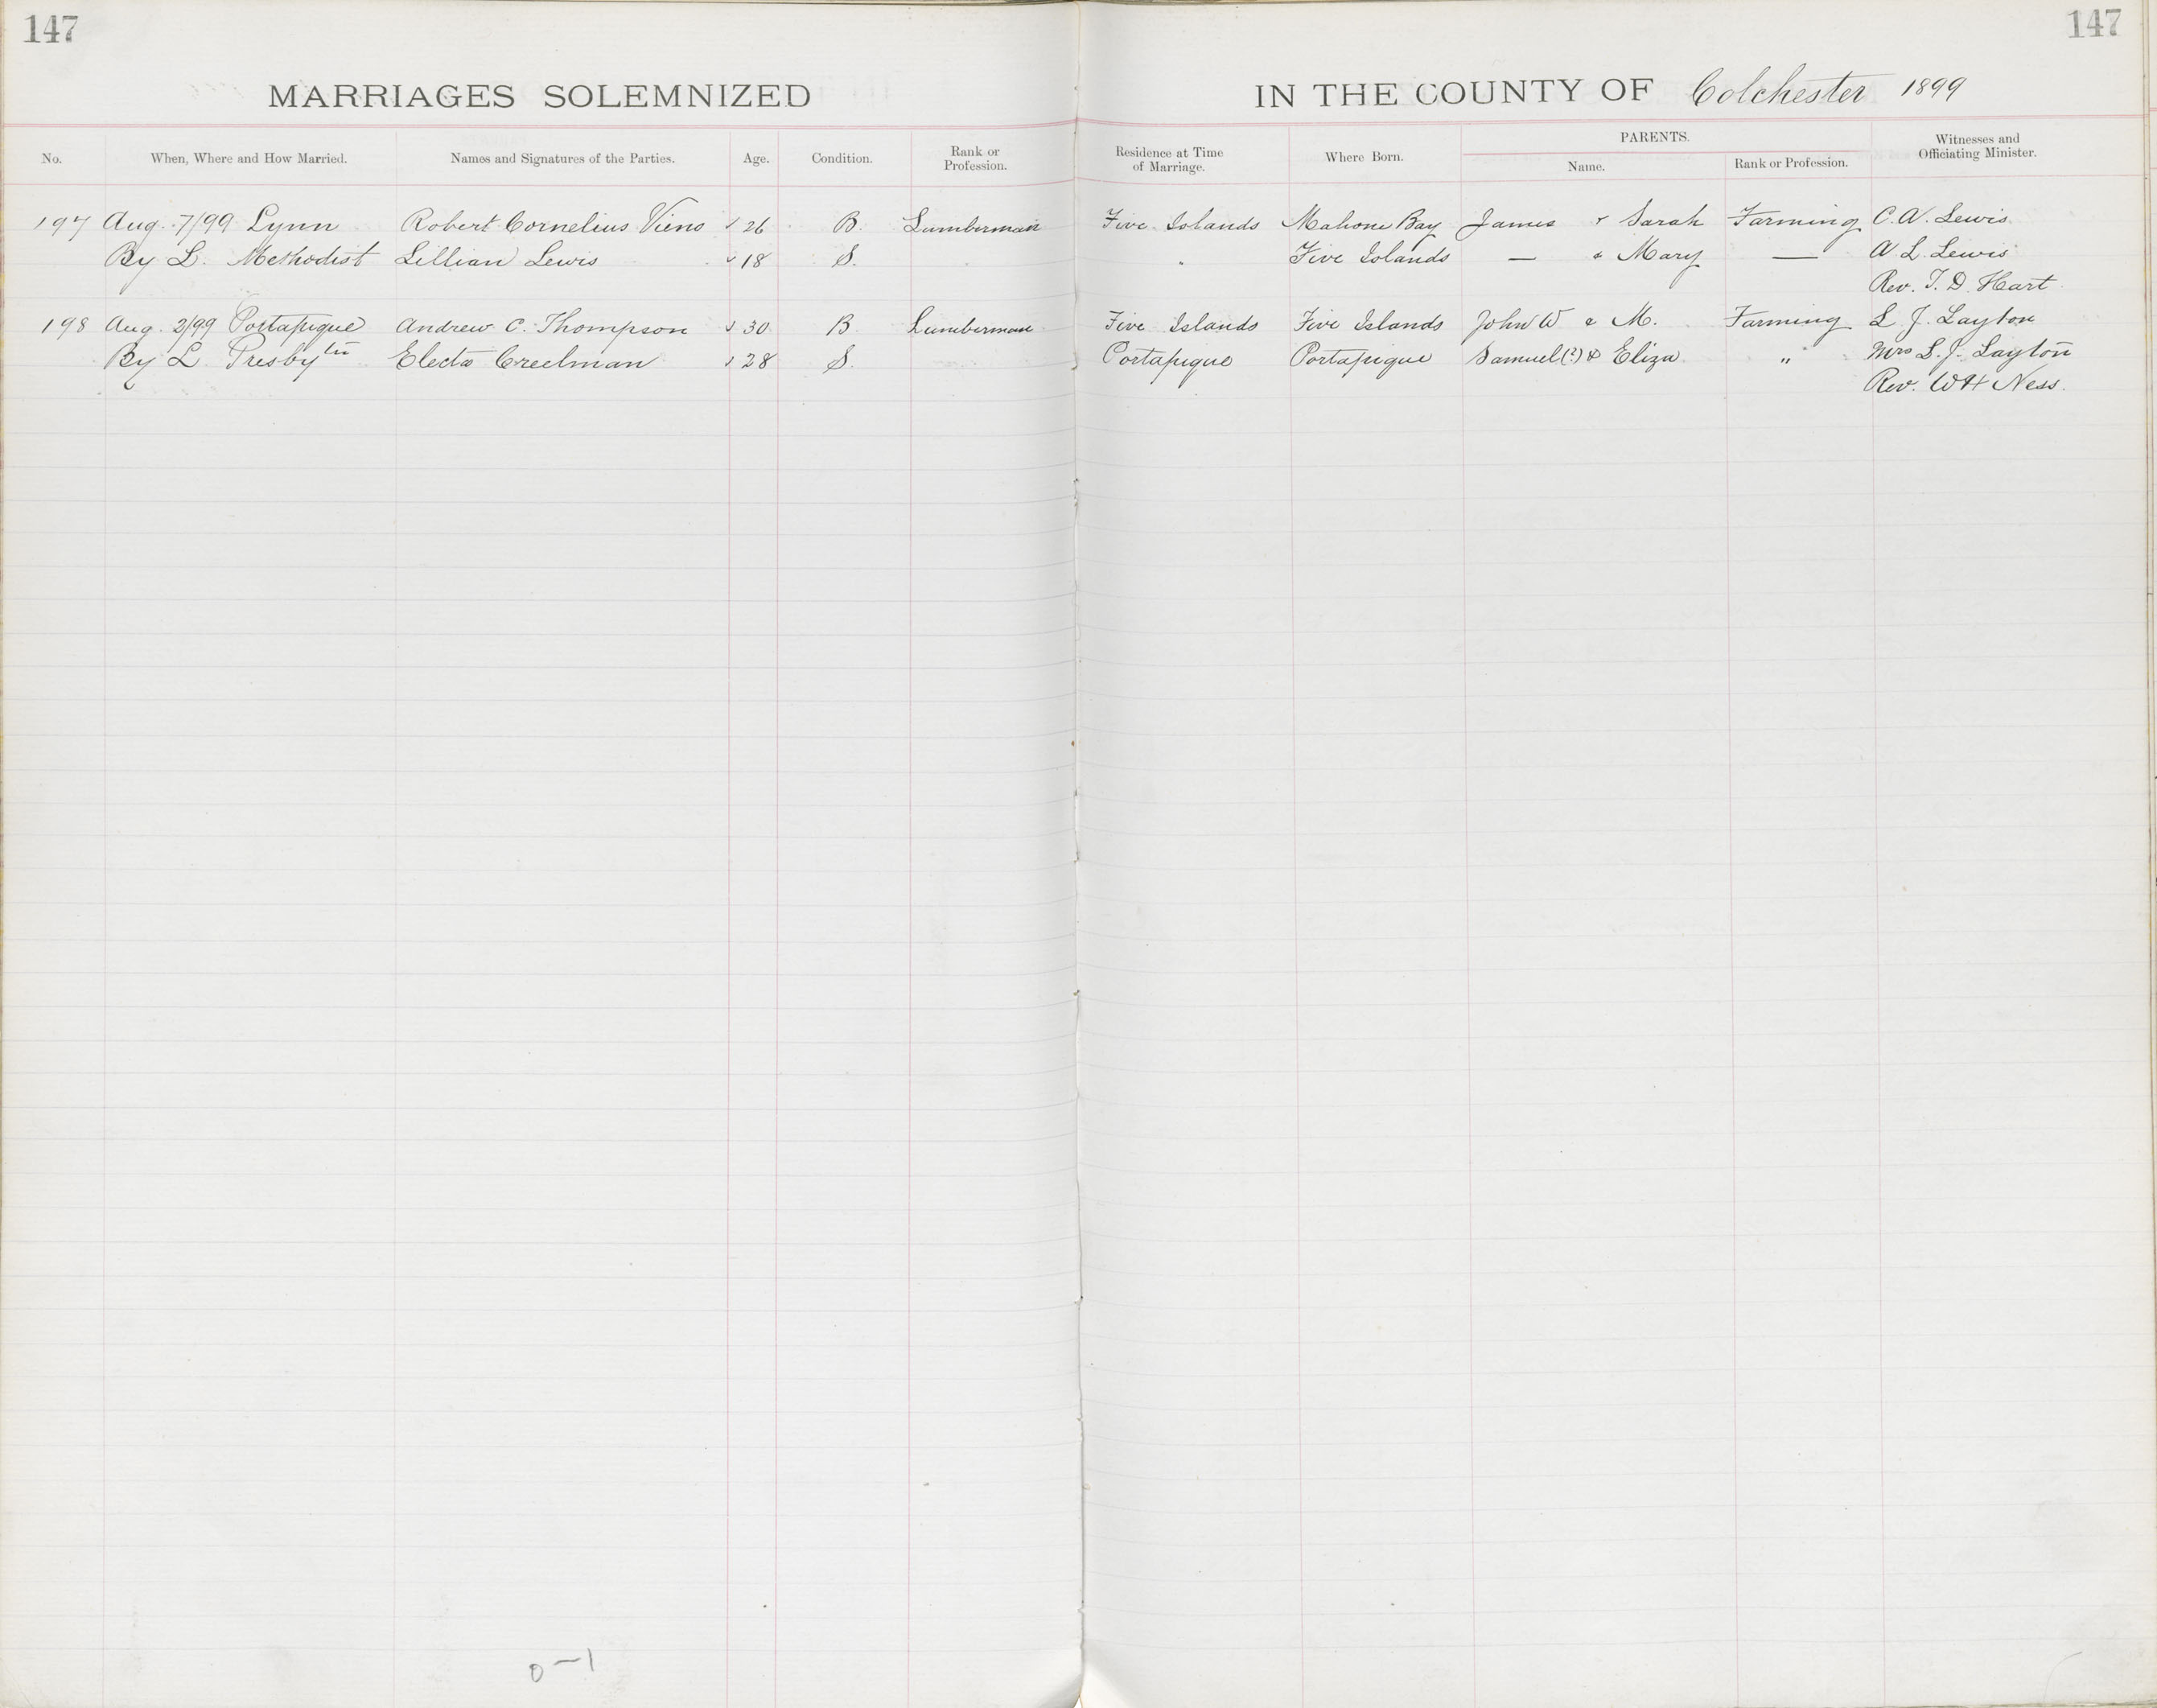 147
147
MARRIAGES SOLEMNIZED IN THE COUNTY OF Colchester 1899
No. When, Where and How Married. Names and Signatures of the Parties. Age. Condition. Rank or Profession. Residence at Time of Marriage. Where Born. PARENTS. Name. Rank or Profession. Witnesses and Officiating Minister.
197 Aug. 7/99 Lynn Robert Cornelius Viens 26 B. Lumberman Five Islands Mahone Bay James & Sarah Farming C. A. Lewis
By L. Methodist Lillian Lewis 18 S. Five Islands — & Mary — A L. Lewis
Rev. T. D. Hart
198 Aug. 2/99 Portapique Andrew C. Thompson 30 B. Lumberman Five Islands Five Islands John W & M. Farming L. J. Layton
By L Presbytn Electa Creelman 28 S. Portapique Portapique Samuel(?) & Eliza " Mrs L. J. Layton
Rev. W H Ness.
0-1